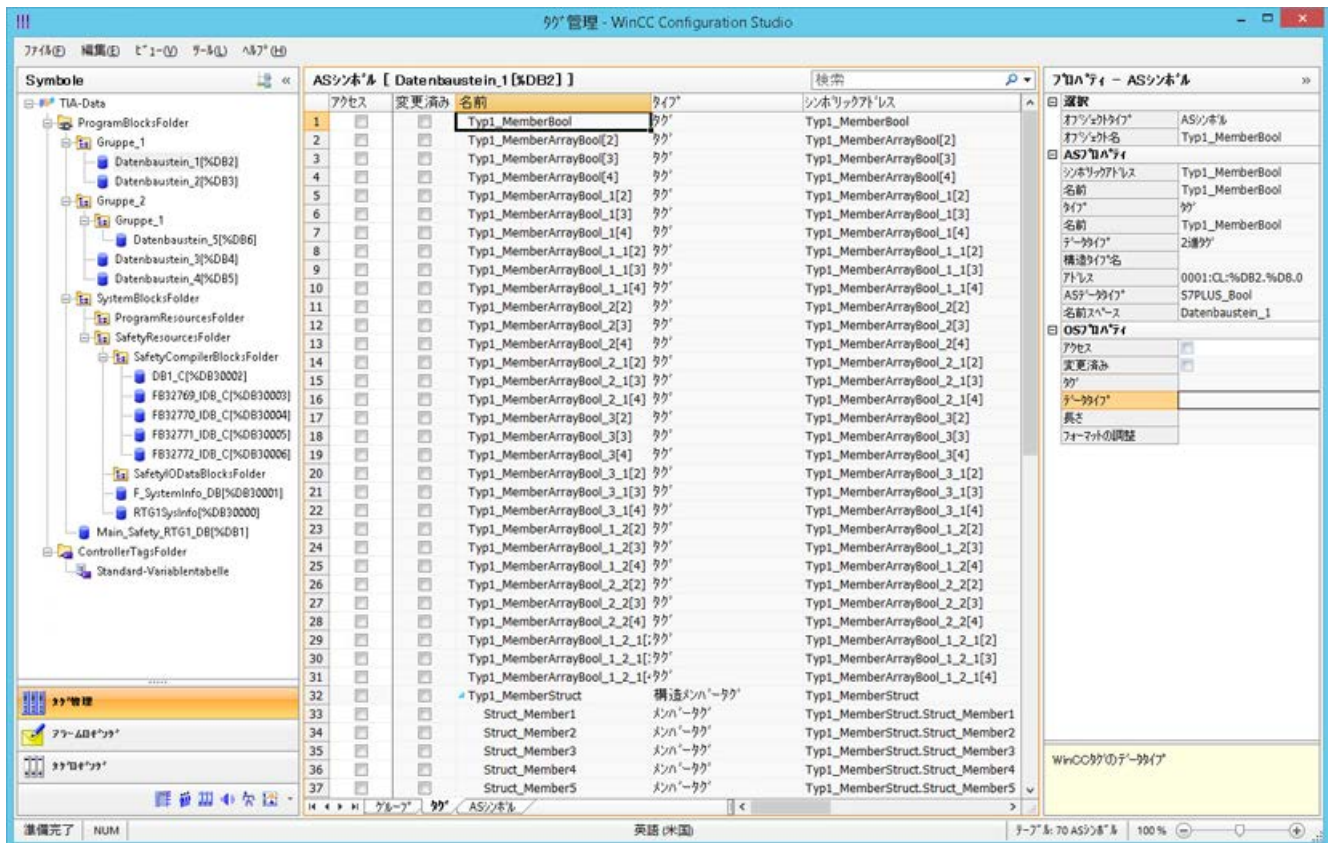 タグ管理 - WinCC Configuration Studio
ファイル(F) 編集(E) ビュー(V) ツール(L) ヘルプ(H)
Symbole
TIA-Data
ProgramBlocksFolder
Gruppe_1
Datenbaustein_1[%DB2]
Datenbaustein_2[%DB3]
Gruppe_2
Gruppe_1
Datenbaustein_5[%DB6]
Datenbaustein_3[%DB4]
Datenbaustein_4[%DB5]
SystemBlocksFolder
ProgramResourcesFolder
SafetyResourcesFolder
SafetyCompilerBlocksFolder
DB1_C[%DB30002]
FB32769_IDB_C[%DB30003]
FB32770_IDB_C[%DB30004]
FB32771_IDB_C[%DB30005]
FB32772_IDB_C[%DB30006]
SafetyIODataBlocksFolder
F_SystemInfo_DB[%DB30001]
RTG1SysInfo[%DB30000]
Main_Safety_RTG1_DB[%DB1]
ControllerTagsFolder
Standard-Variablentabelle
タグ管理
アラームロギング
タグロギング
ASシンボル [ Datenbaustein_1[%DB2] ]
検索
アクセス 変更済み 名前 タイプ シンボリックアドレス
1 Typ1_MemberBool タグ Typ1_MemberBool
2 Typ1_MemberArrayBool[2] タグ Typ1_MemberArrayBool[2]
3 Typ1_MemberArrayBool[3] タグ Typ1_MemberArrayBool[3]
4 Typ1_MemberArrayBool[4] タグ Typ1_MemberArrayBool[4]
5 Typ1_MemberArrayBool_1[2] タグ Typ1_MemberArrayBool_1[2]
6 Typ1_MemberArrayBool_1[3] タグ Typ1_MemberArrayBool_1[3]
7 Typ1_MemberArrayBool_1[4] タグ Typ1_MemberArrayBool_1[4]
8 Typ1_MemberArrayBool_1_1[2] タグ Typ1_MemberArrayBool_1_1[2]
9 Typ1_MemberArrayBool_1_1[3] タグ Typ1_MemberArrayBool_1_1[3]
10 Typ1_MemberArrayBool_1_1[4] タグ Typ1_MemberArrayBool_1_1[4]
11 Typ1_MemberArrayBool_2[2] タグ Typ1_MemberArrayBool_2[2]
12 Typ1_MemberArrayBool_2[3] タグ Typ1_MemberArrayBool_2[3]
13 Typ1_MemberArrayBool_2[4] タグ Typ1_MemberArrayBool_2[4]
14 Typ1_MemberArrayBool_2_1[2] タグ Typ1_MemberArrayBool_2_1[2]
15 Typ1_MemberArrayBool_2_1[3] タグ Typ1_MemberArrayBool_2_1[3]
16 Typ1_MemberArrayBool_2_1[4] タグ Typ1_MemberArrayBool_2_1[4]
17 Typ1_MemberArrayBool_3[2] タグ Typ1_MemberArrayBool_3[2]
18 Typ1_MemberArrayBool_3[3] タグ Typ1_MemberArrayBool_3[3]
19 Typ1_MemberArrayBool_3[4] タグ Typ1_MemberArrayBool_3[4]
20 Typ1_MemberArrayBool_3_1[2] タグ Typ1_MemberArrayBool_3_1[2]
21 Typ1_MemberArrayBool_3_1[3] タグ Typ1_MemberArrayBool_3_1[3]
22 Typ1_MemberArrayBool_3_1[4] タグ Typ1_MemberArrayBool_3_1[4]
23 Typ1_MemberArrayBool_1_2[2] タグ Typ1_MemberArrayBool_1_2[2]
24 Typ1_MemberArrayBool_1_2[3] タグ Typ1_MemberArrayBool_1_2[3]
25 Typ1_MemberArrayBool_1_2[4] タグ Typ1_MemberArrayBool_1_2[4]
26 Typ1_MemberArrayBool_2_2[2] タグ Typ1_MemberArrayBool_2_2[2]
27 Typ1_MemberArrayBool_2_2[3] タグ Typ1_MemberArrayBool_2_2[3]
28 Typ1_MemberArrayBool_2_2[4] タグ Typ1_MemberArrayBool_2_2[4]
29 Typ1_MemberArrayBool_1_2_1[ タグ Typ1_MemberArrayBool_1_2_1[2]
30 Typ1_MemberArrayBool_1_2_1[ タグ Typ1_MemberArrayBool_1_2_1[3]
31 Typ1_MemberArrayBool_1_2_1[ タグ Typ1_MemberArrayBool_1_2_1[4]
32 Typ1_MemberStruct 構造メンバータグ Typ1_MemberStruct
33 Struct_Member1 メンバータグ Typ1_MemberStruct.Struct_Member1
34 Struct_Member2 メンバータグ Typ1_MemberStruct.Struct_Member2
35 Struct_Member3 メンバータグ Typ1_MemberStruct.Struct_Member3
36 Struct_Member4 メンバータグ Typ1_MemberStruct.Struct_Member4
37 Struct_Member5 メンバータグ Typ1_MemberStruct.Struct_Member5
グループ タグ ASシンボル
プロパティ - ASシンボル
選択
オブジェクトタイプ ASシンボル
オブジェクト名 Typ1_MemberBool
ASプロパティ
シンボリックアドレス Typ1_MemberBool
名前 Typ1_MemberBool
タイプ タグ
名前 Typ1_MemberBool
データタイプ 2進タグ
構造タイプ名
アドレス 0001:CL:%DB2.%DB.0
ASデータタイプ S7PLUS_Bool
名前スペース Datenbaustein_1
OSプロパティ
アクセス
変更済み
タグ
データタイプ
長さ
フォーマットの調整
WinCCタグのデータタイプ
準備完了 NUM 英語 (米国) テーブル: 70 ASシンボル 100 %